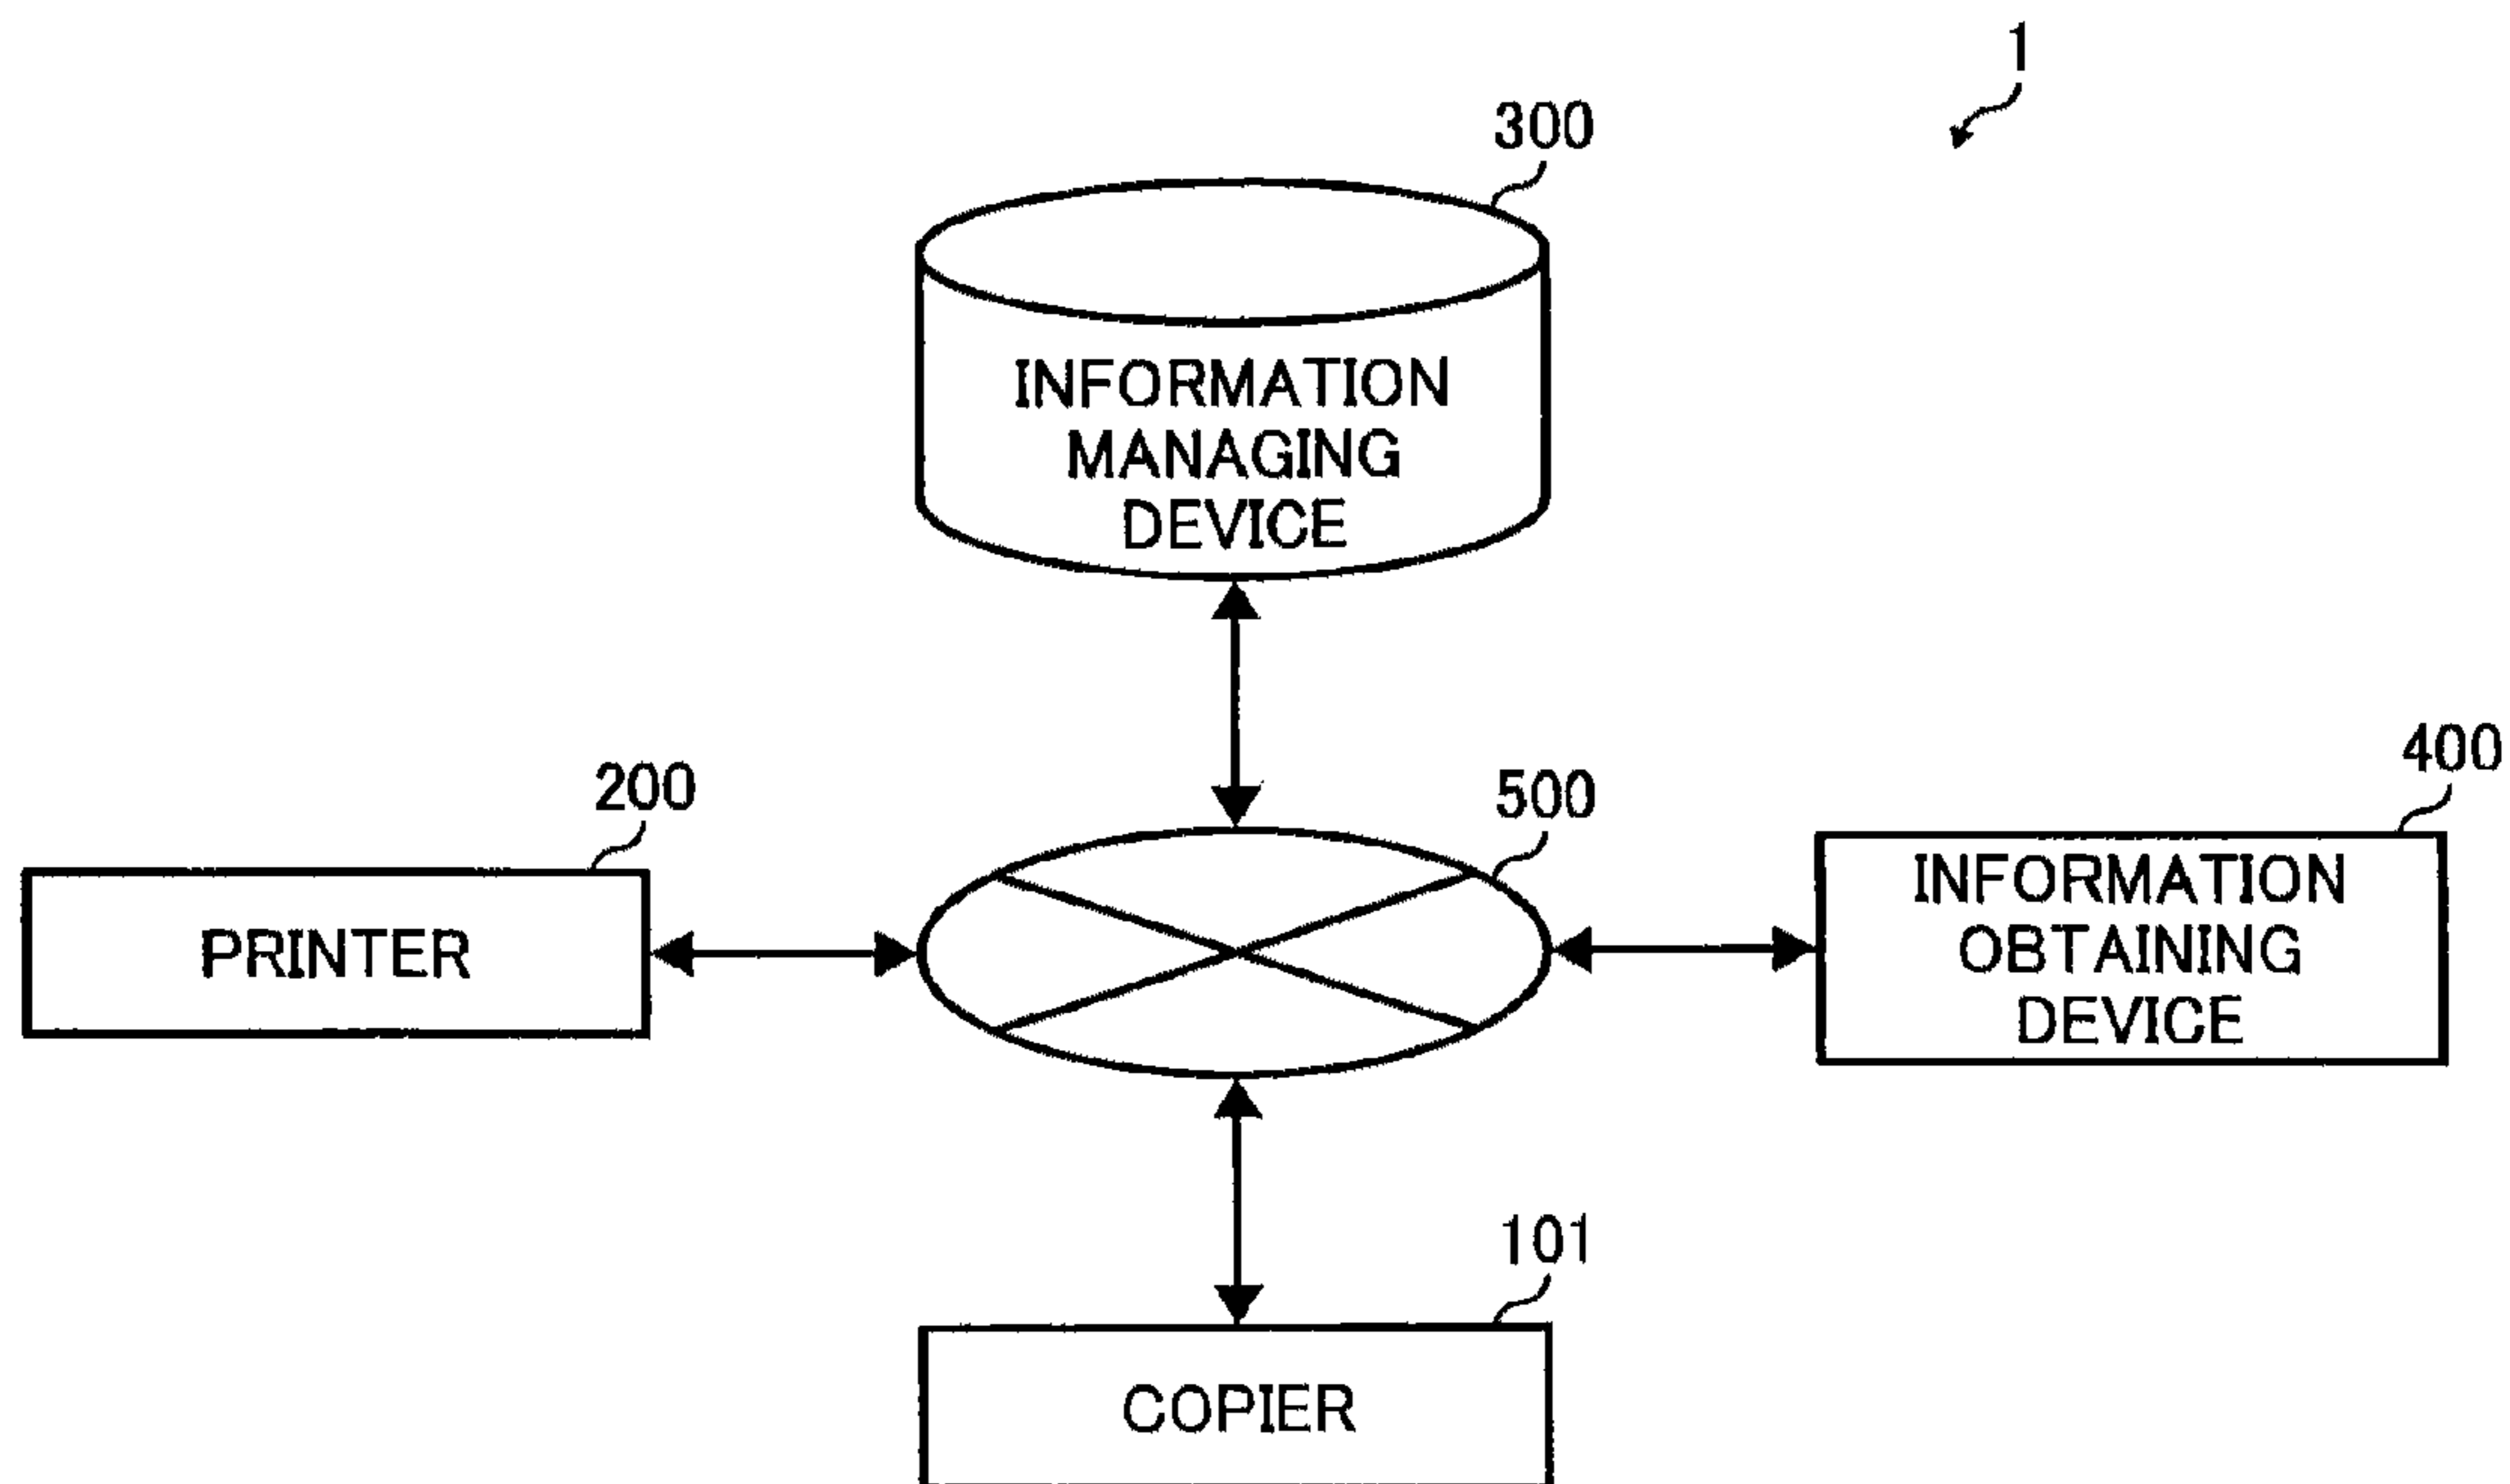 1
300
INFORMATION
MANAGING
DEVICE
200
500
400
PRINTER
INFORMATION
OBTAINING
DEVICE
101
COPIER